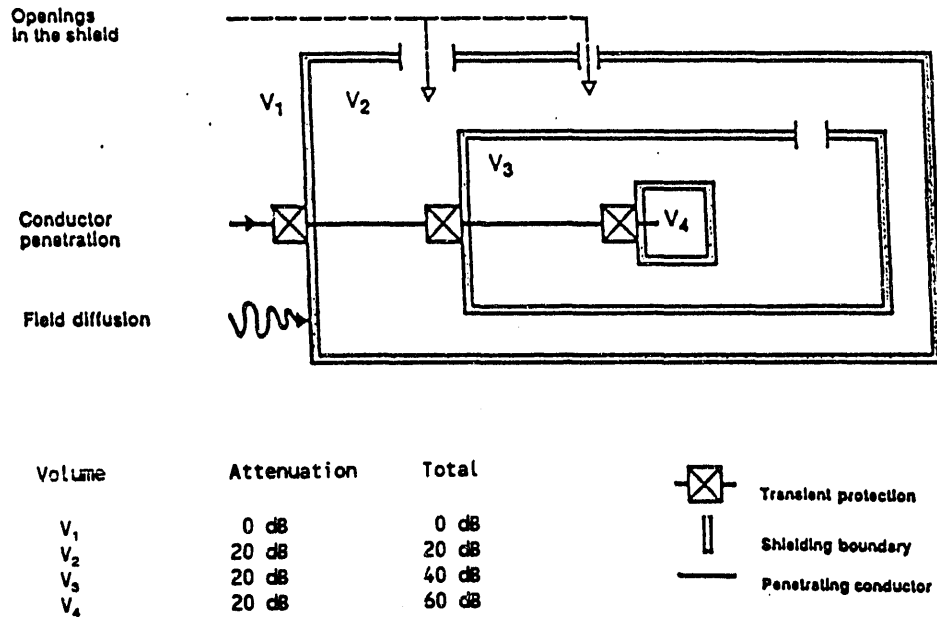 Openings
in the shield
V1
V2
V3
V4
Conductor
penetration
Field diffusion
Volume Attenuation Total
V1 0 dB 0 dB
V2 20 dB 20 dB
V3 20 dB 40 dB
V4 20 dB 60 dB
Transient protection
Shielding boundary
Penetrating conductor